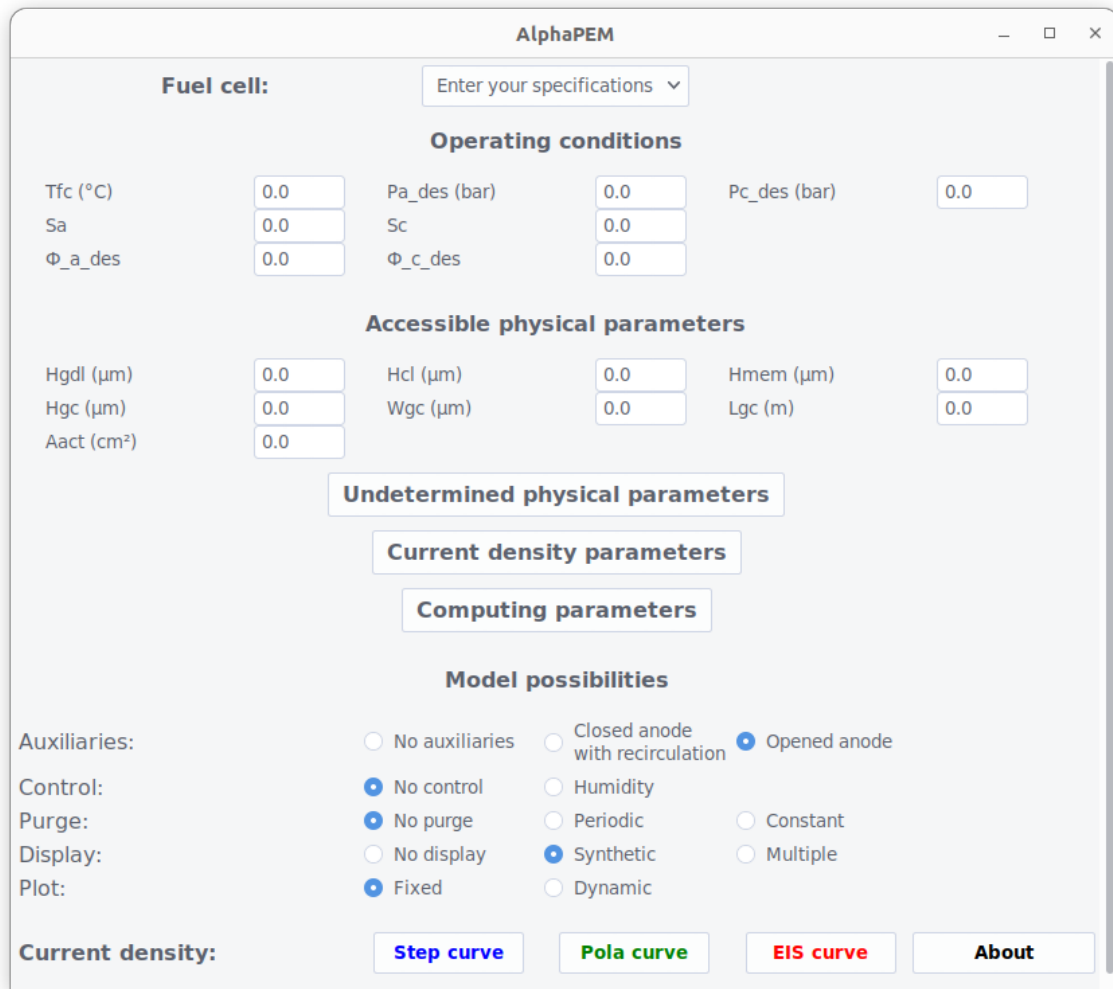 AlphaPEM
Fuel cell: Enter your specifications
Operating conditions
Tfc (°C) 0.0 Pa_des (bar) 0.0 Pc_des (bar) 0.0
Sa 0.0 Sc 0.0
Φ_a_des 0.0 Φ_c_des 0.0
Accessible physical parameters
Hgdl (µm) 0.0 Hcl (µm) 0.0 Hmem (µm) 0.0
Hgc (µm) 0.0 Wgc (µm) 0.0 Lgc (m) 0.0
Aact (cm²) 0.0
Undetermined physical parameters
Current density parameters
Computing parameters
Model possibilities
Auxiliaries: No auxiliaries Closed anode
with recirculation Opened anode
Control: No control Humidity
Purge: No purge Periodic Constant
Display: No display Synthetic Multiple
Plot: Fixed Dynamic
Current density: Step curve Pola curve EIS curve About